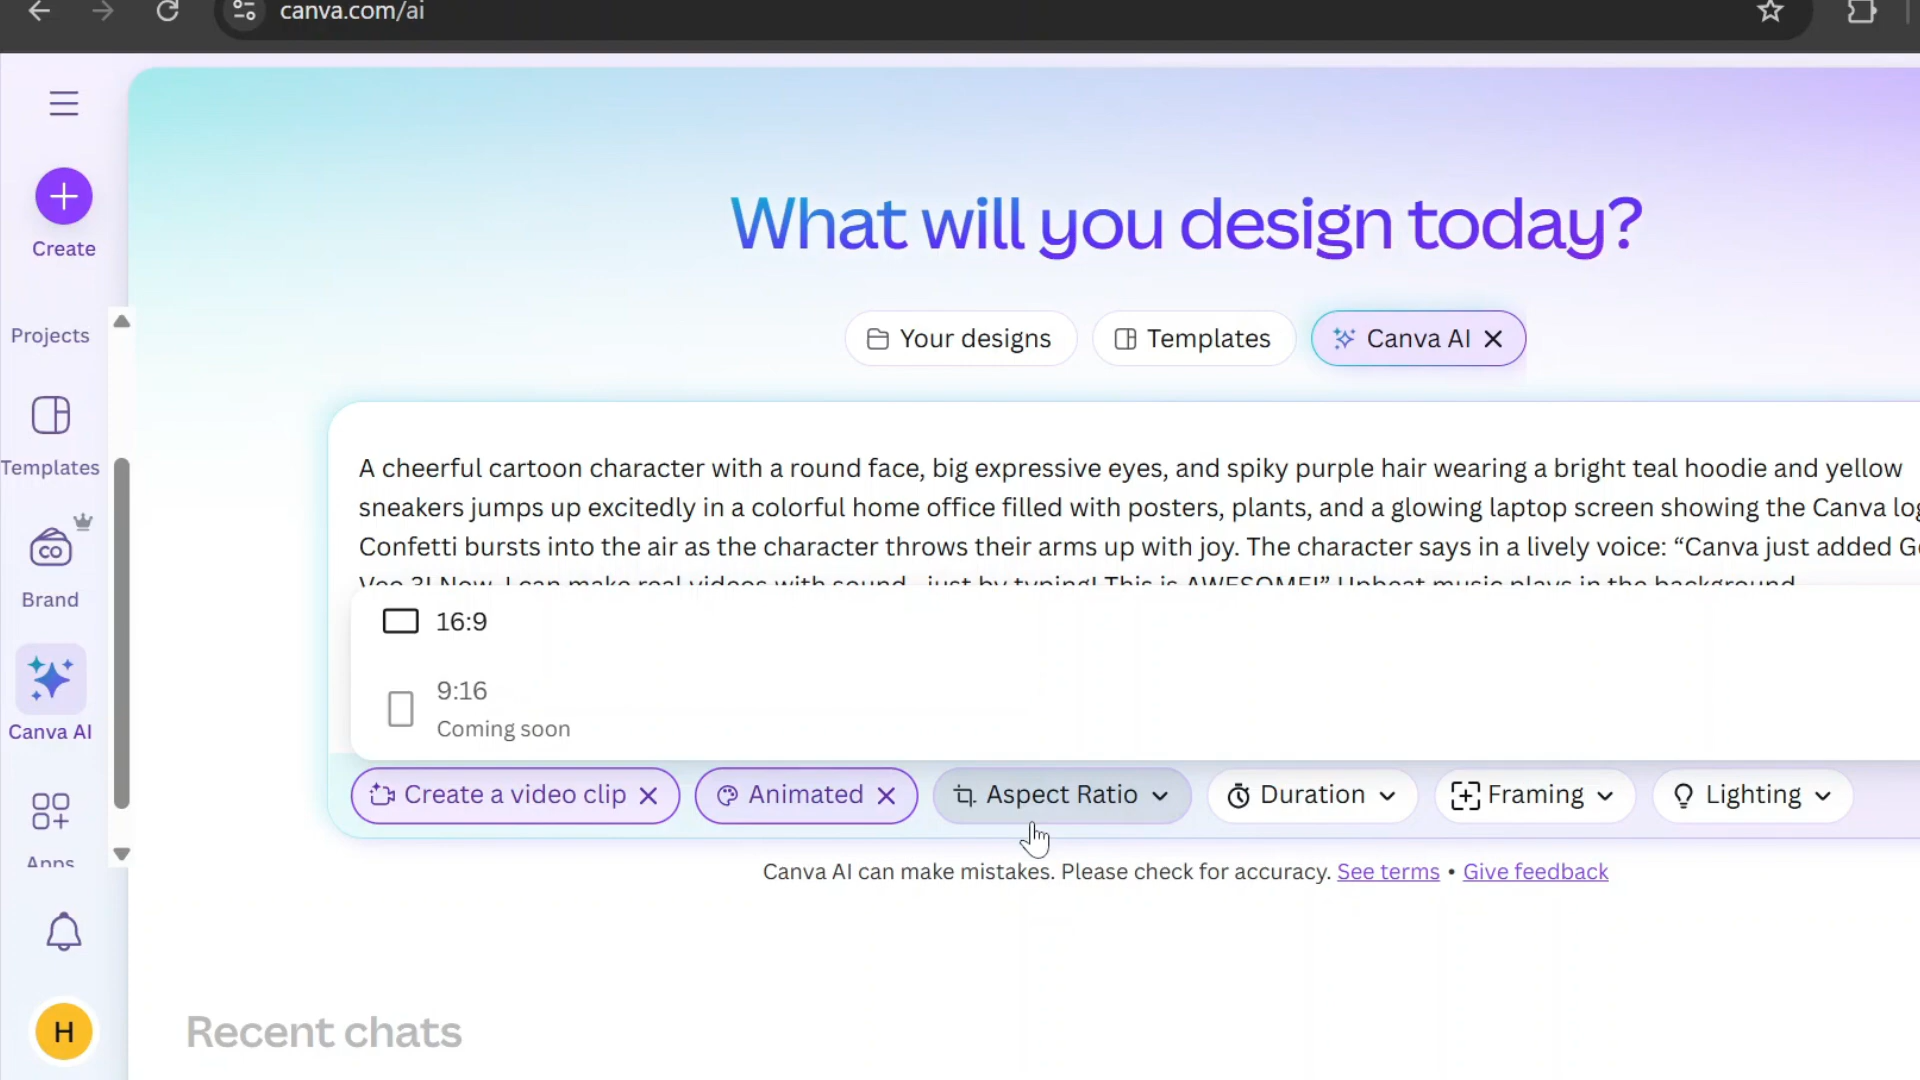 canva.com/ai
Create
Projects
Templates
CO
Brand
Canva AI
Apps
H
What will you design today?
Your designs
Templates
Canva AI
A cheerful cartoon character with a round face, big expressive eyes, and spiky purple hair wearing a bright teal hoodie and yellow
sneakers jumps up excitedly in a colorful home office filled with posters, plants, and a glowing laptop screen showing the Canva
Confetti bursts into the air as the character throws their arms up with joy. The character says in a lively voice: “Canva just added
Veo 3! Now, I can make real videos with sound – just by typing! This is AWESOME!” Upbeat music plays in the background.
16:9
9:16
Coming soon
Create a video clip
Animated
Aspect Ratio
Duration
Framing
Lighting
Canva AI can make mistakes. Please check for accuracy. See terms • Give feedback
Recent chats